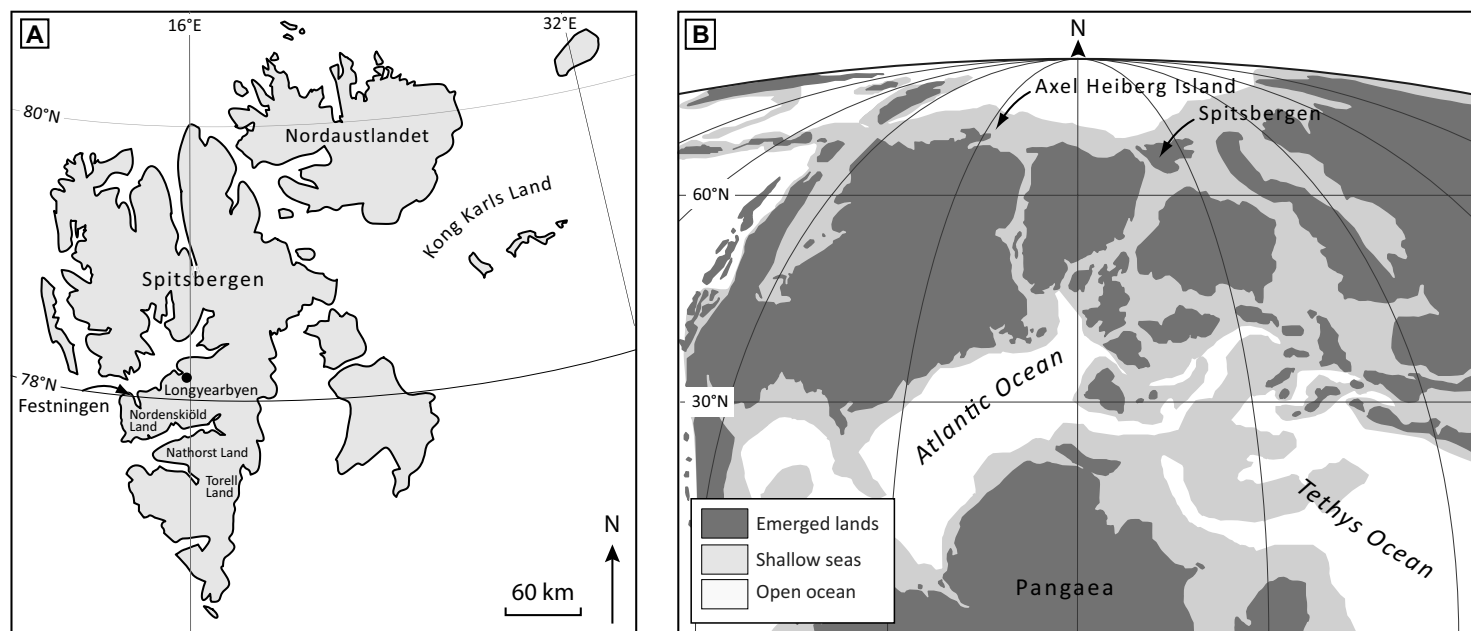 A
16°E
32°E
80°N
Nordaustlandet
Kong Karls Land
Spitsbergen
78°N
Longyearbyen
Festningen
Nordenskiöld
Land
Nathorst Land
Torell
Land
N
60 km
B
N
Axel Heiberg Island
Spitsbergen
60°N
30°N
Atlantic Ocean
Tethys Ocean
Pangaea
Emerged lands
Shallow seas
Open ocean